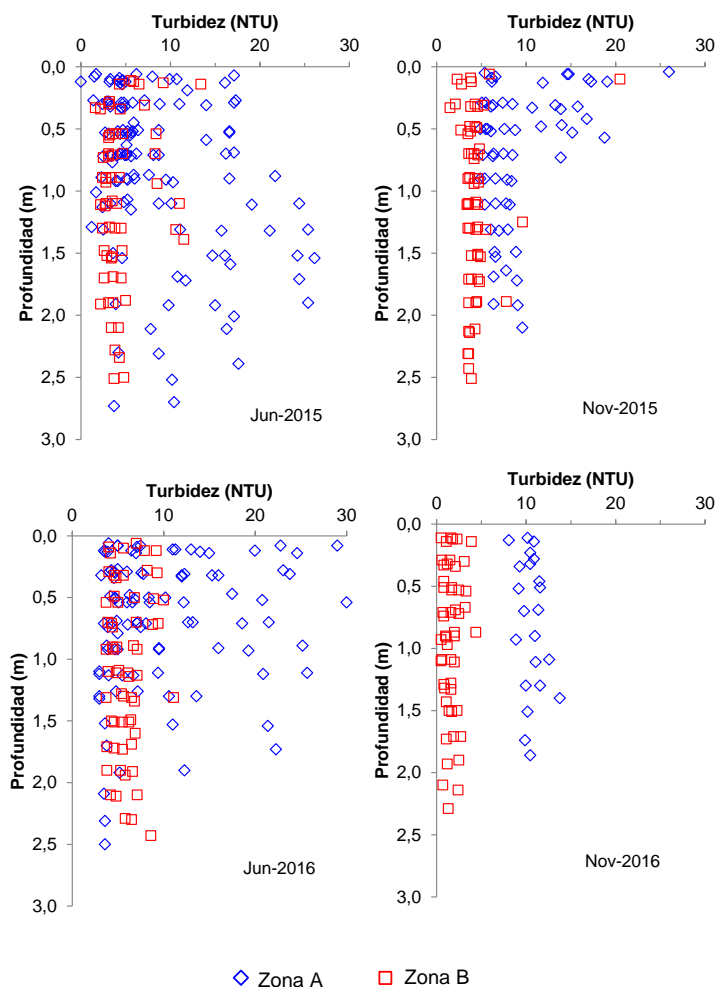 Turbidez (NTU)
0 10 20 30
0,0
0,5
1,0
1,5
2,0
2,5
3,0
Profundidad (m)
Jun-2015
Turbidez (NTU)
0 10 20 30
0,0
0,5
1,0
1,5
2,0
2,5
3,0
Profundidad (m)
Nov-2015
Turbidez (NTU)
0 10 20 30
0,0
0,5
1,0
1,5
2,0
2,5
3,0
Profundidad (m)
Jun-2016
Turbidez (NTU)
0 10 20 30
0,0
0,5
1,0
1,5
2,0
2,5
3,0
Profundidad (m)
Nov-2016
Zona A Zona B